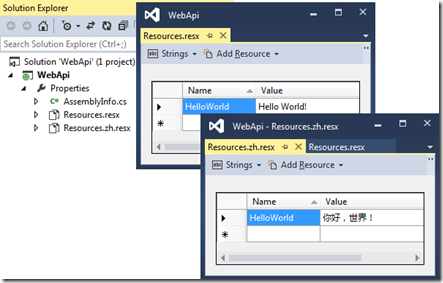 Solution Explorer
Search Solution Explorer (Ctrl+;)
Solution 'WebApi' (1 project)
WebApi
Properties
C# AssemblyInfo.cs
Resources.resx
Resources.zh.resx
WebApi
Resources.resx
abc Strings Add Resource
Name Value
HelloWorld Hello World!
WebApi - Resources.zh.resx
Resources.zh.resx Resources.resx
abc Strings Add Resource
Name Value
HelloWorld 你好，世界！